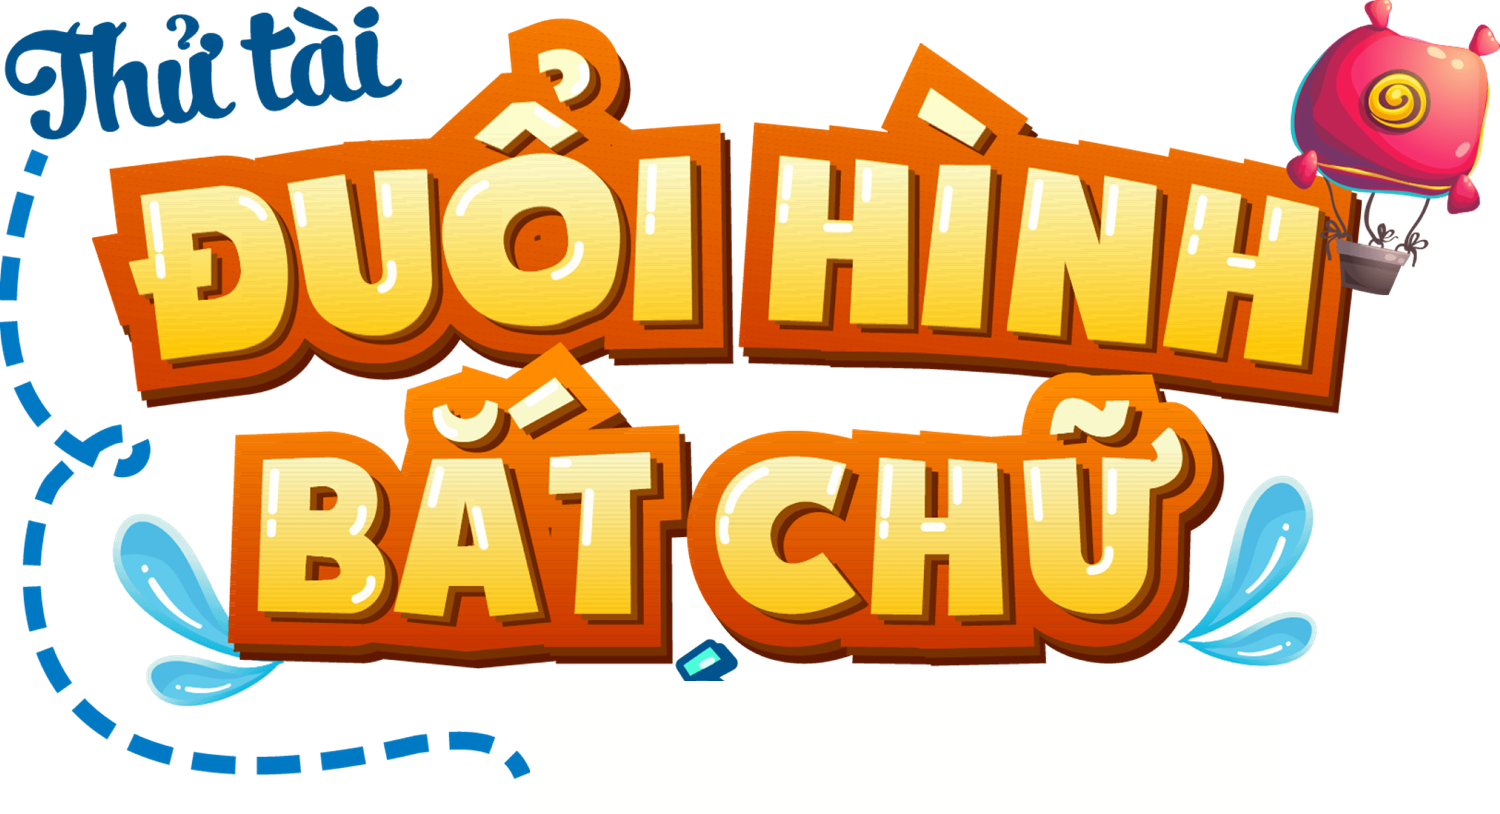 Thử tài
ĐUỔI HÌNH
BẮT CHỮ